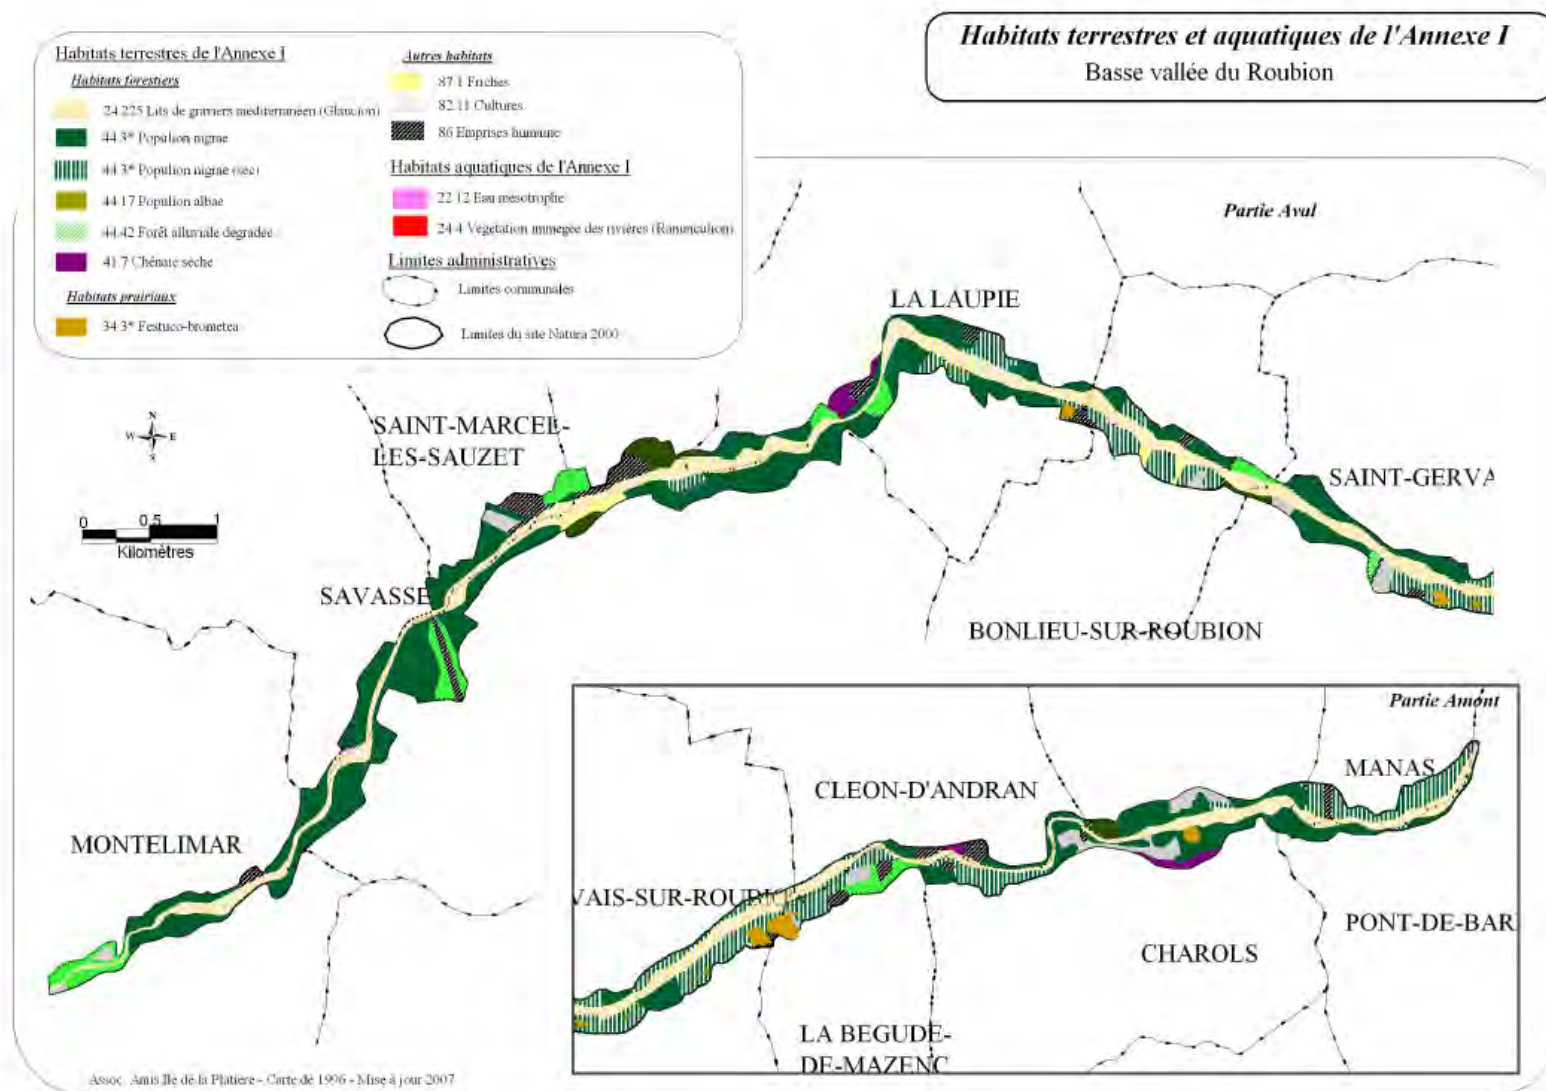 Habitats terrestres et aquatiques de l'Annexe I
Basse vallée du Roubion
Habitats terrestres de l'Annexe I
Habitats forestiers
24.225 Lits de graviers méditerranéen (Glaucion)
44.3* Populion nigrae
44.3* Populion nigrae (sec)
44.17 Populion albae
44.42 Forêt alluviale dégradée
41.7 Chênaie sèche
Habitats prairiaux
34.3* Festuco-brometea
Autres habitats
87.1 Friches
82.11 Cultures
86 Emprises humaine
Habitats aquatiques de l'Annexe I
22.12 Eau mésotrophe
24.4 Végétation immegée des rivières (Ranunculion)
Limites administratives
Limites communales
Limites du site Natura 2000
Partie Aval
LA LAUPIE
N
W E
S
SAINT-MARCEL-
LES-SAUZET
SAINT-GERVA
0 0.5 1
Kilomètres
SAVASSE
BONLIEU-SUR-ROUBION
MONTELIMAR
Partie Amont
MANAS
CLEON-D'ANDRAN
VAIS-SUR-ROUBION
PONT-DE-BAR
CHAROLS
LA BEGUDE-
DE-MAZENC
Assoc. Amis Ile de la Platière - Carte de 1996 - Mise à jour 2007